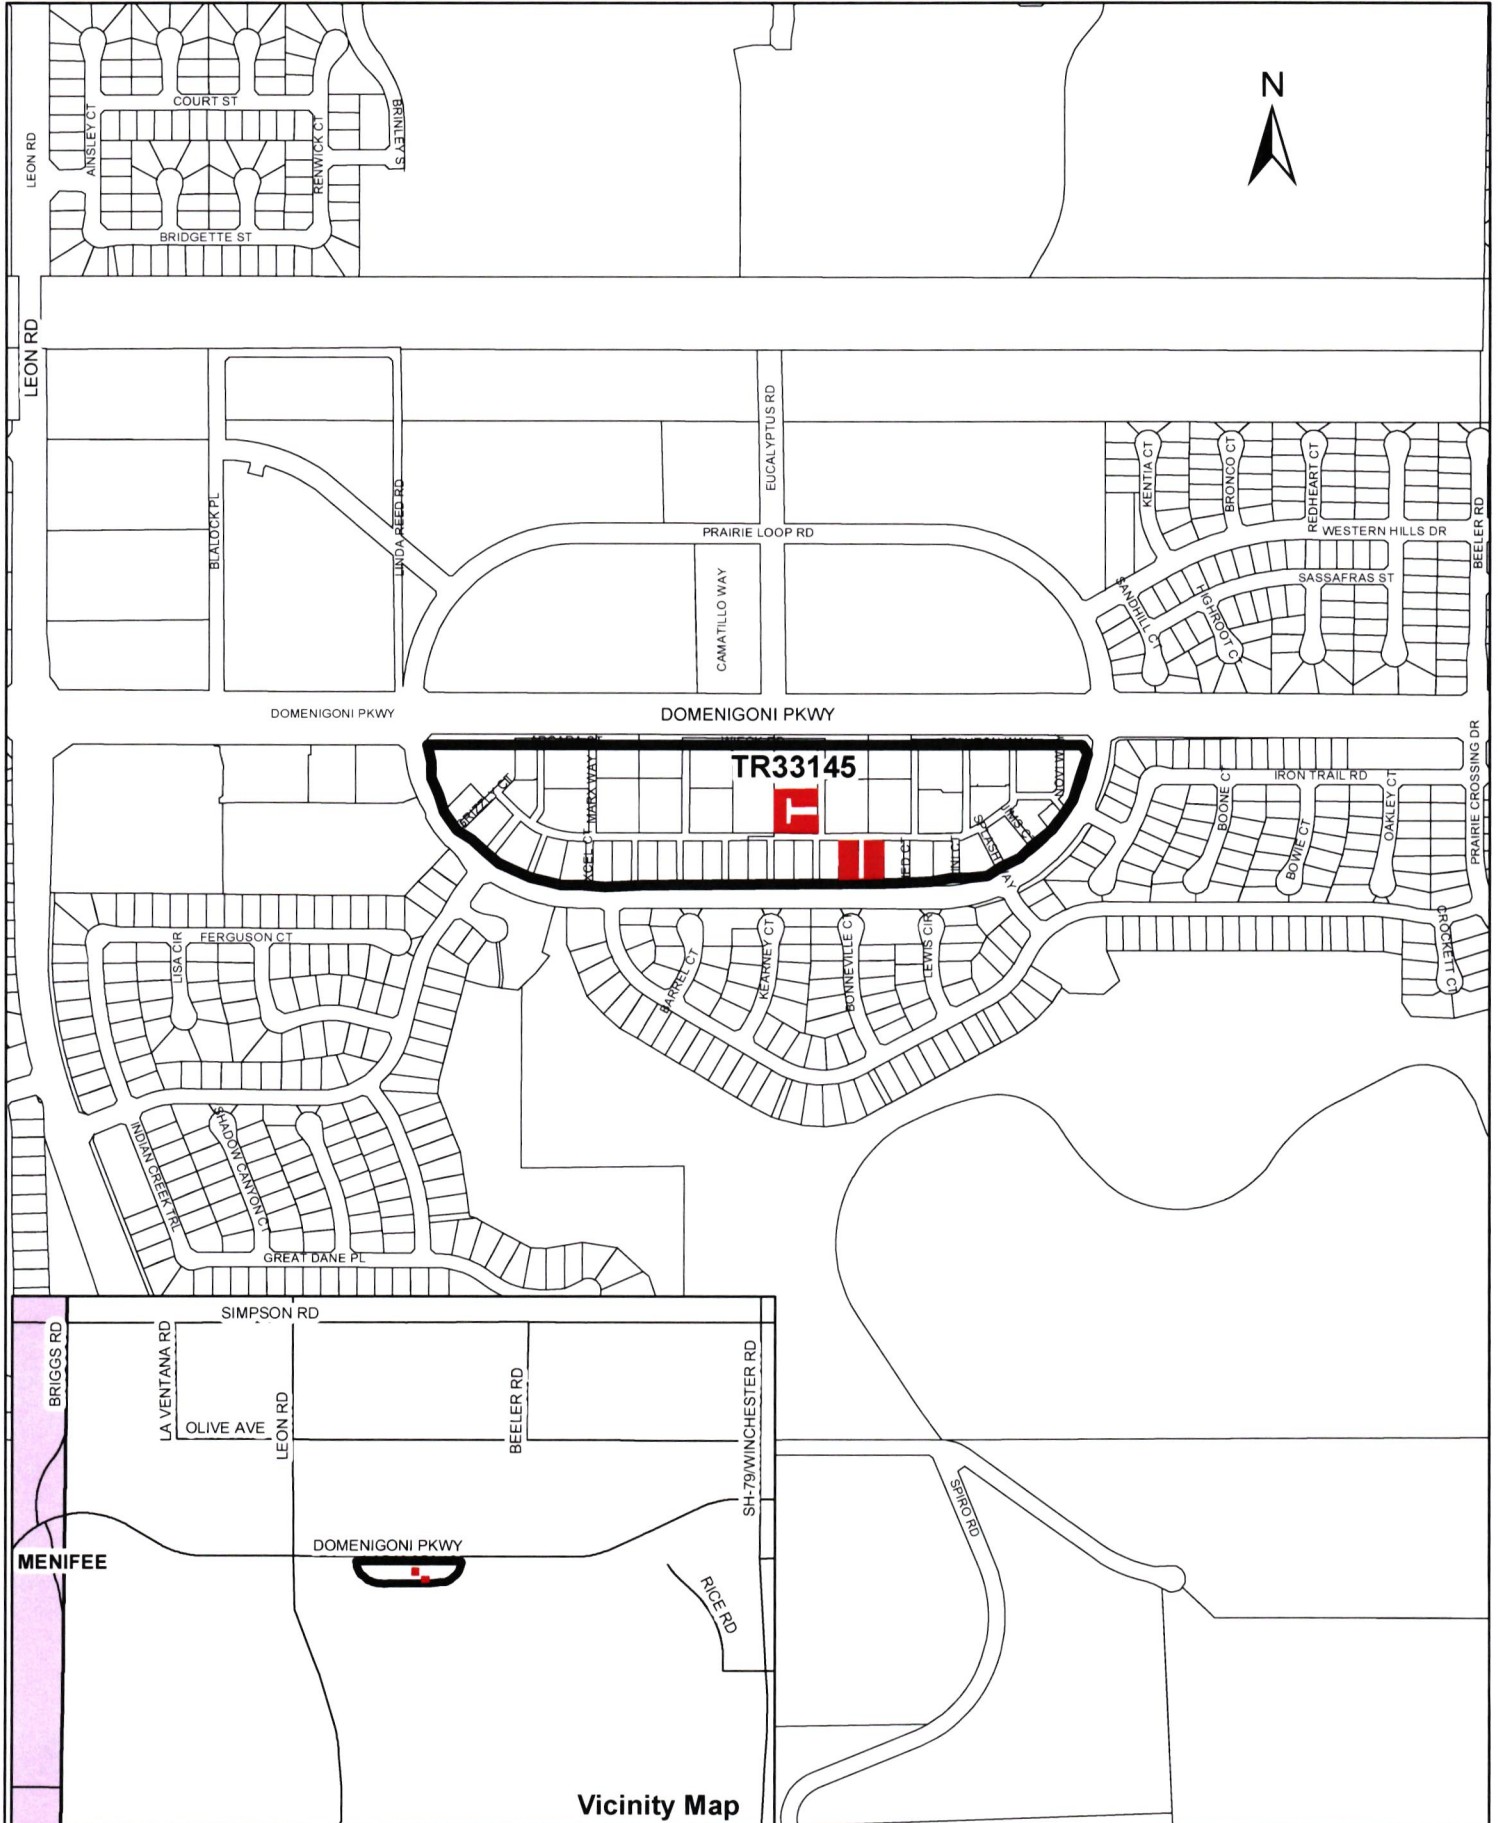 N
COURT ST
LEON RD
AINSLEY CT
RENWICK CT
BRINLEY S
BRIDGETTE ST
LEON RD
EUCALYPTUS RD
KENTIA CT
BRONCO CT
REDHEART CT
BEELER RD
BLALOCK PL
LINDA REED RD
PRAIRIE LOOP RD
WESTERN HILLS DR
SASSAFRAS ST
CAMATILLO WAY
SANDHILL CT
HIGHROOT C
DOMENIGONI PKWY
DOMENIGONI PKWY
TR33145
MARX WAY
IRON TRAIL RD
BOONE CT
BOWIE CT
OAKLEY CT
PRAIRIE CROSSING DR
FERGUSON CT
LISA CIR
BARREL CT
KEARNEY CT
BONNEVILLE C
LEWIS CIR
CROCKETT CT
INDIAN CREEK TRL
SHADOW CANYON CT
GREAT DANE PL
SIMPSON RD
BRIGGS RD
LA VENTANA RD
LEON RD
OLIVE AVE
BEELER RD
SH-79/WINCHESTER RD
SPIRO RD
DOMENIGONI PKWY
MENIFEE
RICE RD
Vicinity Map